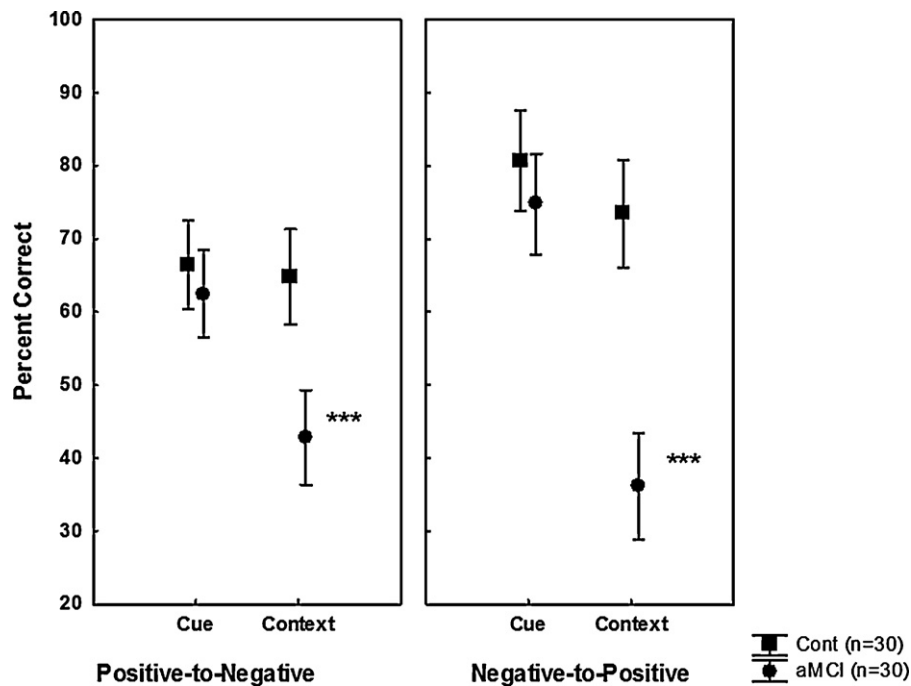 Percent Correct
100
90
80
70
60
50
40
30
20
***
***
Cue Context
Cue Context
Positive-to-Negative
Negative-to-Positive
Cont (n=30)
aMCI (n=30)